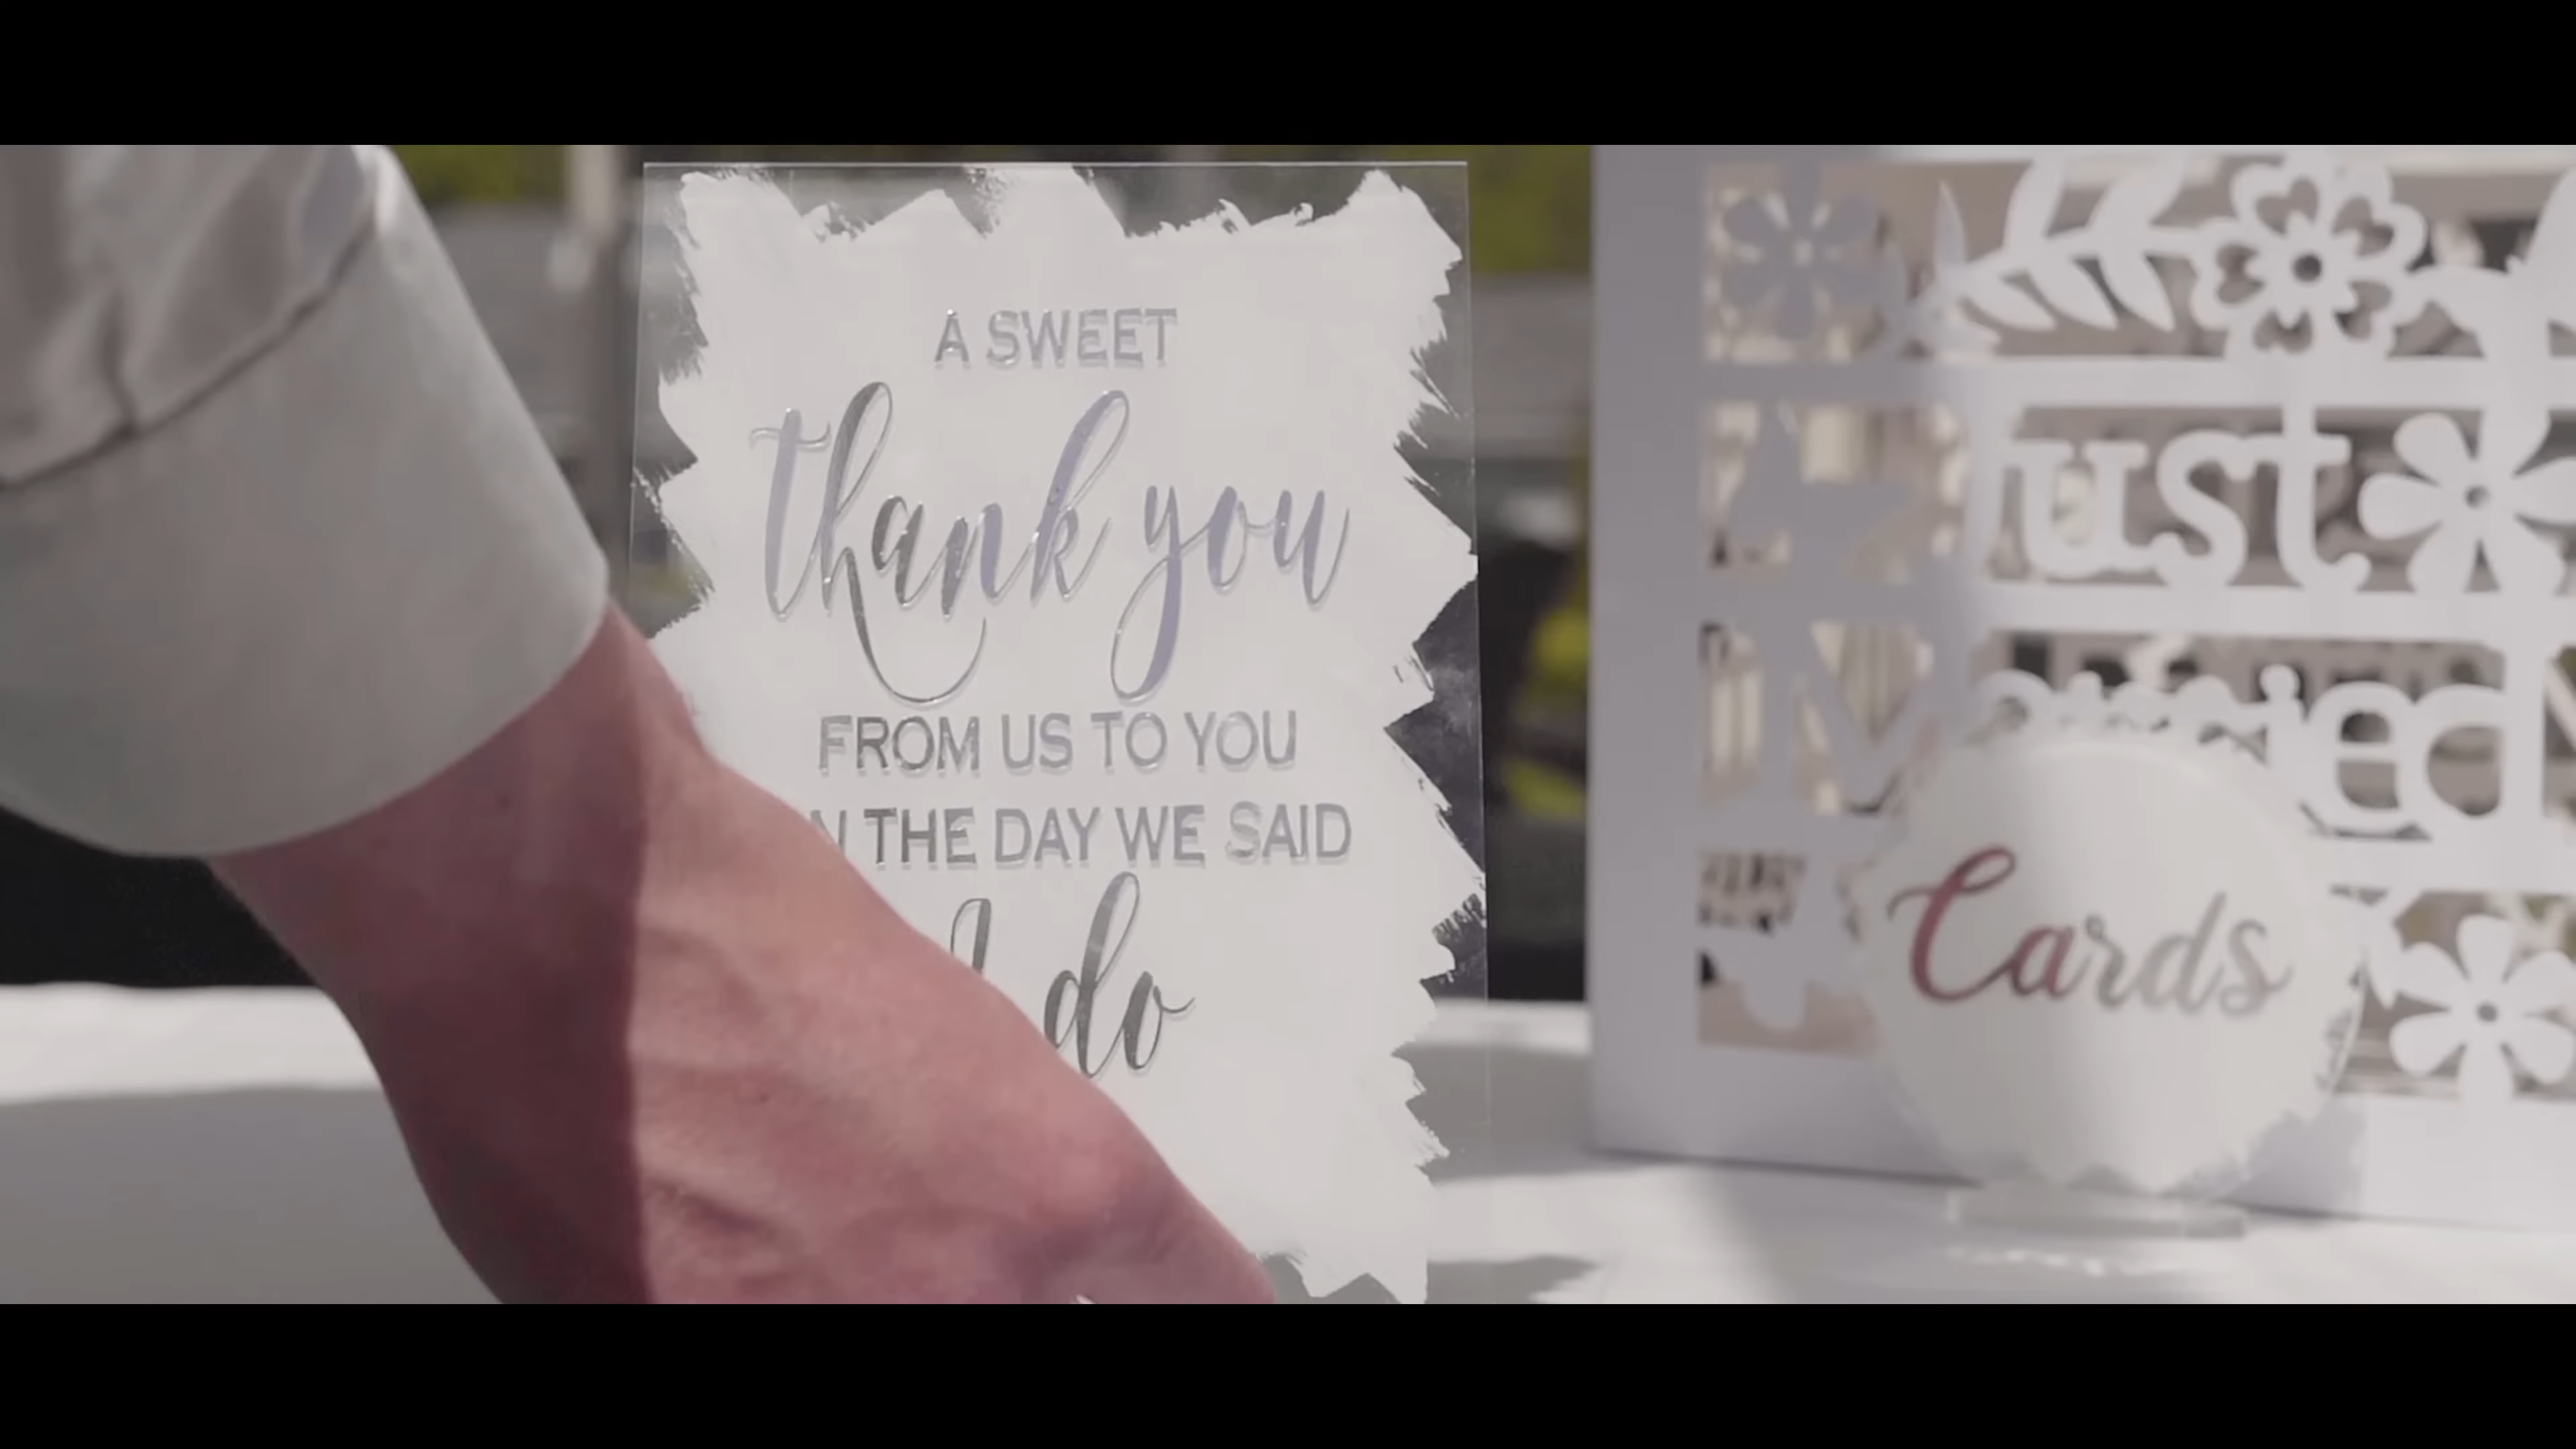 A SWEET
thank you
FROM US TO YOU
N THE DAY WE SAID
I do
ust
Cards